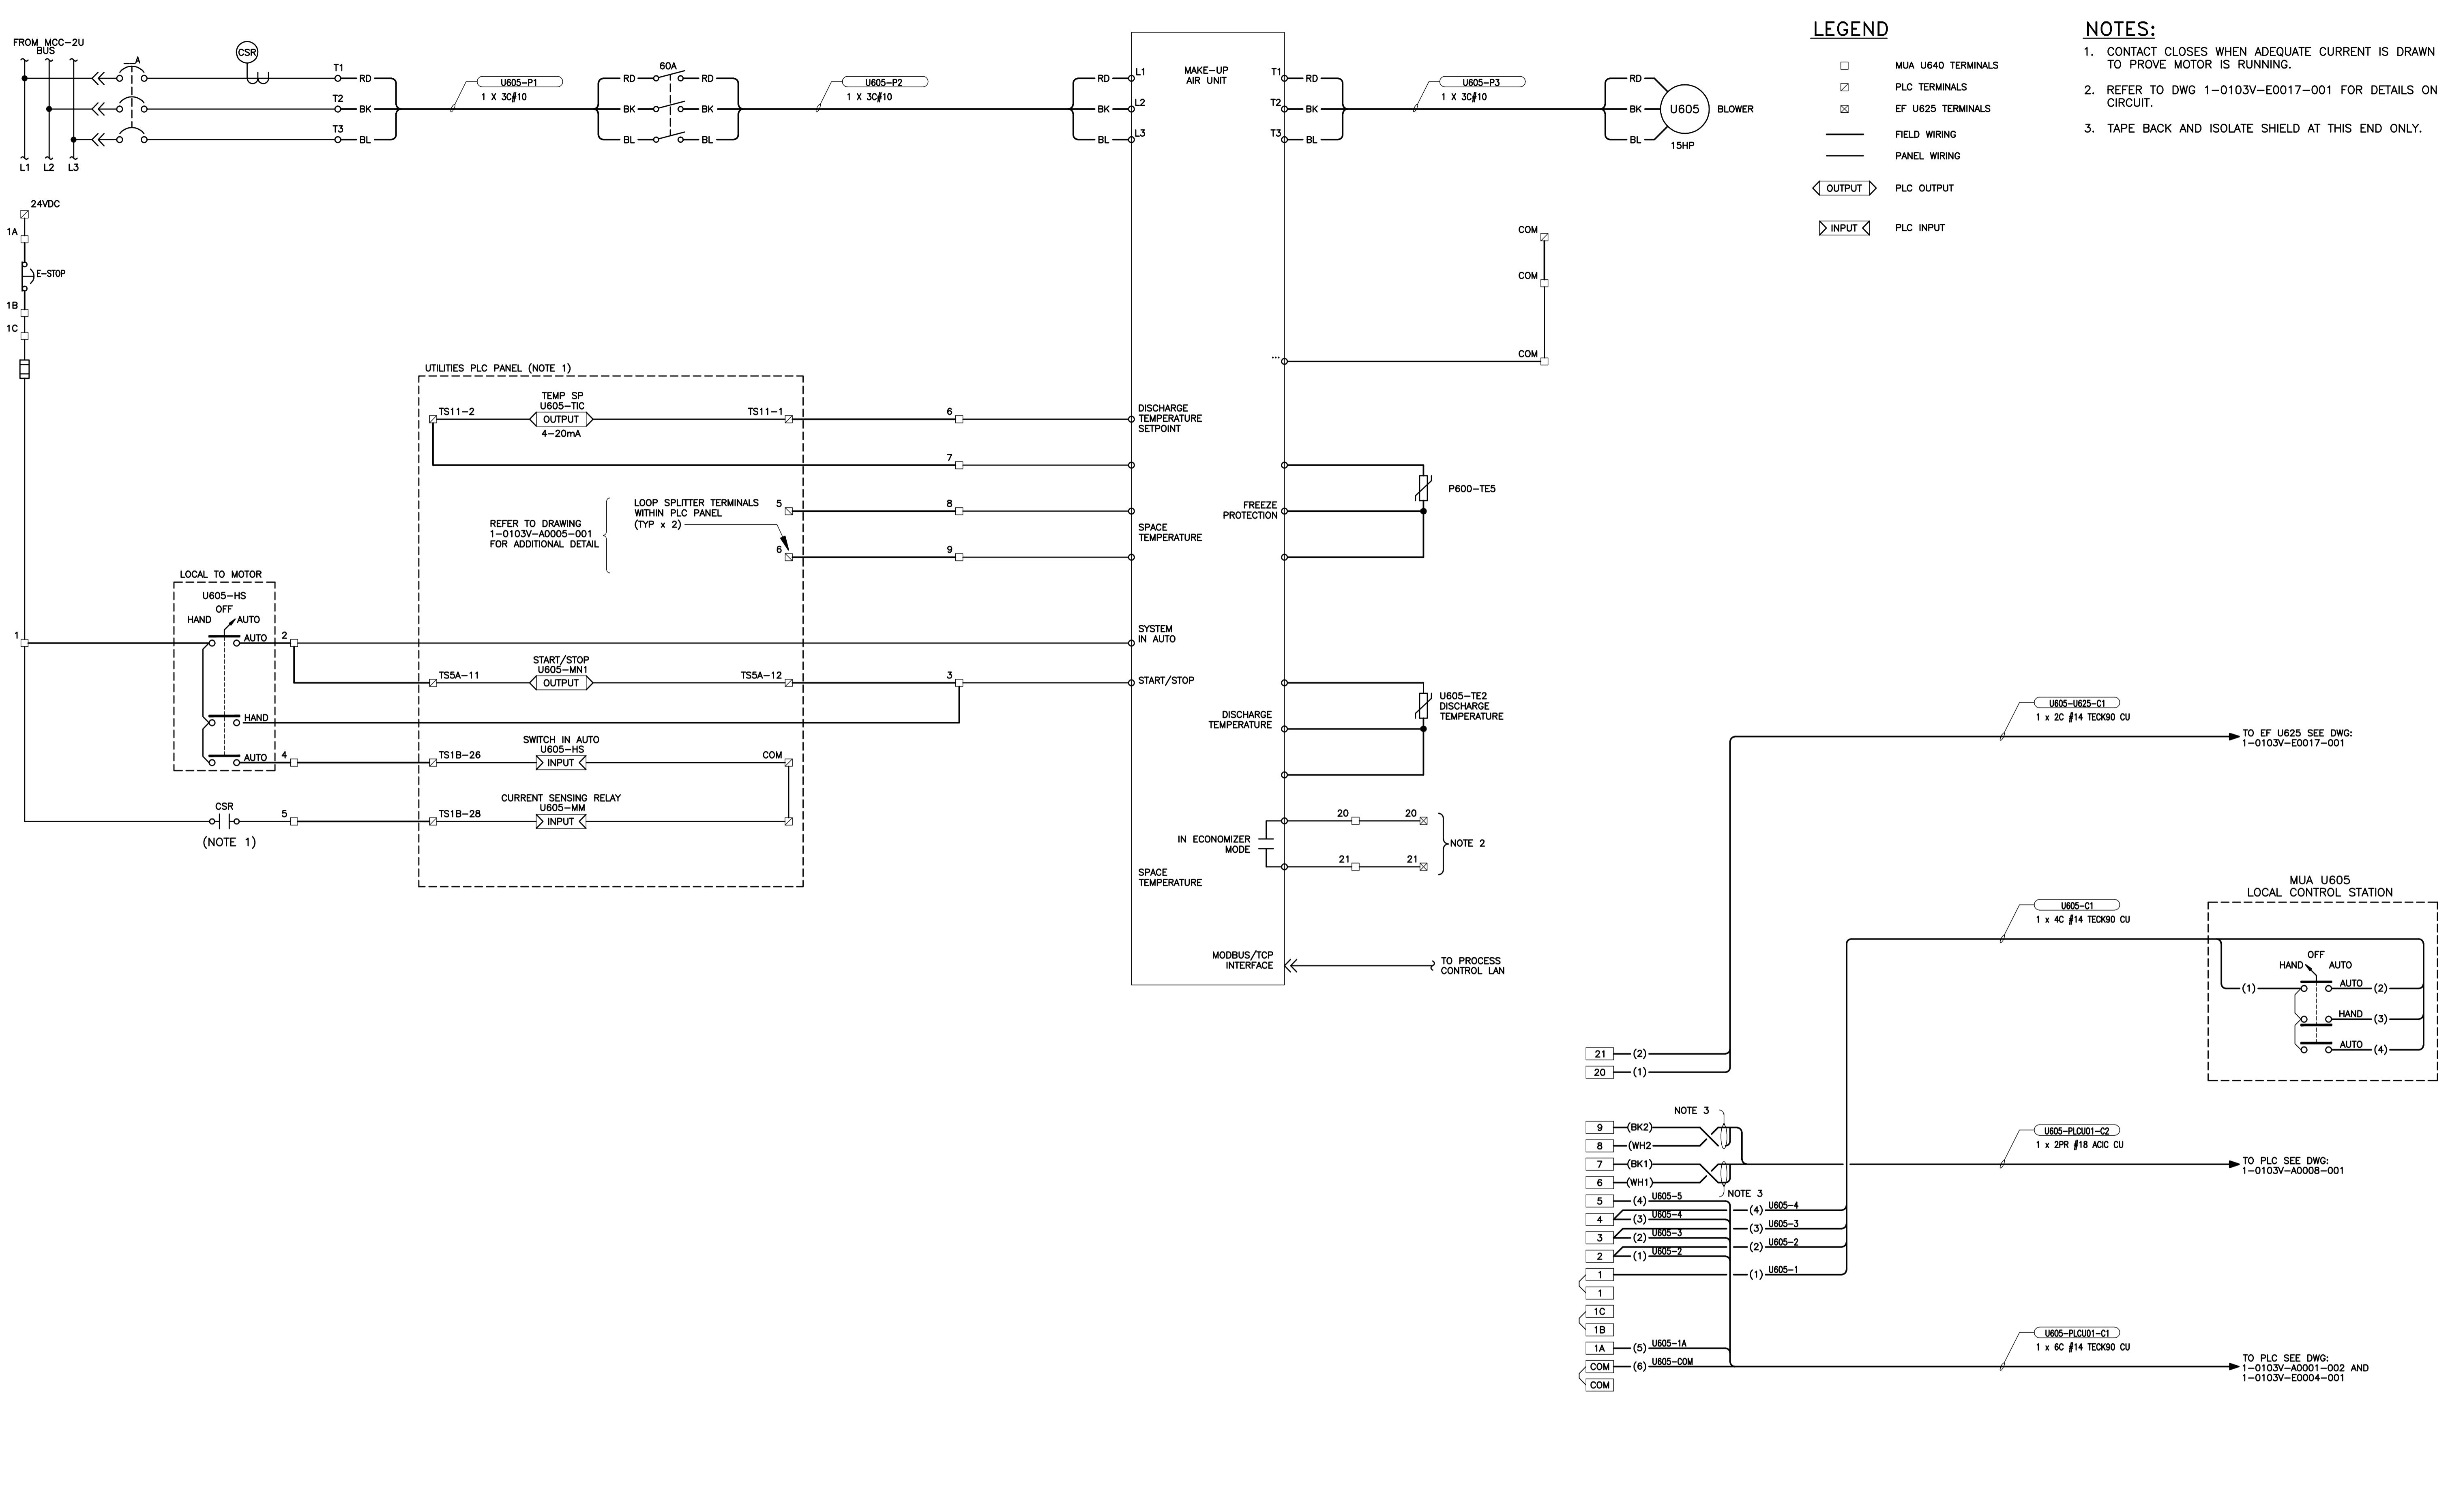 FROM MCC-2U
BUS
__A
CSR
T1
RD
T2
BK
T3
BL
L1
L2
L3
U605-P1
1 X 3C#10
60A
RD
RD
BK
BK
BL
BL
U605-P2
1 X 3C#10
RD
L1
BK
L2
BL
L3
MAKE-UP
AIR UNIT
T1
RD
T2
BK
T3
BL
U605-P3
1 X 3C#10
RD
BK
BL
U605
BLOWER
15HP
LEGEND
MUA U640 TERMINALS
PLC TERMINALS
EF U625 TERMINALS
FIELD WIRING
PANEL WIRING
OUTPUT
PLC OUTPUT
INPUT
PLC INPUT
NOTES:
1. CONTACT CLOSES WHEN ADEQUATE CURRENT IS DRAWN
TO PROVE MOTOR IS RUNNING.
2. REFER TO DWG 1-0103V-E0017-001 FOR DETAILS ON
CIRCUIT.
3. TAPE BACK AND ISOLATE SHIELD AT THIS END ONLY.
24VDC
1A
E-STOP
1B
1C
COM
COM
COM
...
UTILITIES PLC PANEL (NOTE 1)
TEMP SP
U605-TIC
TS11-2
OUTPUT
TS11-1
4-20mA
6
DISCHARGE
TEMPERATURE
SETPOINT
7
REFER TO DRAWING
1-0103V-A0005-001
FOR ADDITIONAL DETAIL
LOOP SPLITTER TERMINALS
WITHIN PLC PANEL
(TYP x 2)
5
6
8
9
SPACE
TEMPERATURE
FREEZE
PROTECTION
P600-TE5
LOCAL TO MOTOR
U605-HS
OFF
HAND
AUTO
1
AUTO
2
SYSTEM
IN AUTO
START/STOP
U605-MN1
TS5A-11
OUTPUT
TS5A-12
3
START/STOP
HAND
SWITCH IN AUTO
U605-HS
AUTO
4
TS1B-26
INPUT
COM
CURRENT SENSING RELAY
U605-MM
CSR
5
TS1B-28
INPUT
(NOTE 1)
DISCHARGE
TEMPERATURE
U605-TE2
DISCHARGE
TEMPERATURE
IN ECONOMIZER
MODE
20
20
21
21
NOTE 2
SPACE
TEMPERATURE
MODBUS/TCP
INTERFACE
TO PROCESS
CONTROL LAN
U605-U625-C1
1 x 2C #14 TECK90 CU
TO EF U625 SEE DWG:
1-0103V-E0017-001
U605-C1
1 x 4C #14 TECK90 CU
MUA U605
LOCAL CONTROL STATION
OFF
HAND
AUTO
(1)
AUTO
(2)
HAND
(3)
AUTO
(4)
21
(2)
20
(1)
NOTE 3
9
(BK2)
8
(WH2
7
(BK1)
6
(WH1)
NOTE 3
U605-PLCU01-C2
1 x 2PR #18 ACIC CU
TO PLC SEE DWG:
1-0103V-A0008-001
5
(4)
U605-5
(4)
U605-4
4
(3)
U605-4
(3)
U605-3
3
(2)
U605-3
(2)
U605-2
2
(1)
U605-2
1
(1)
U605-1
1
1C
1B
1A
(5)
U605-1A
COM
(6)
U605-COM
COM
U605-PLCU01-C1
1 x 6C #14 TECK90 CU
TO PLC SEE DWG:
1-0103V-A0001-002 AND
1-0103V-E0004-001